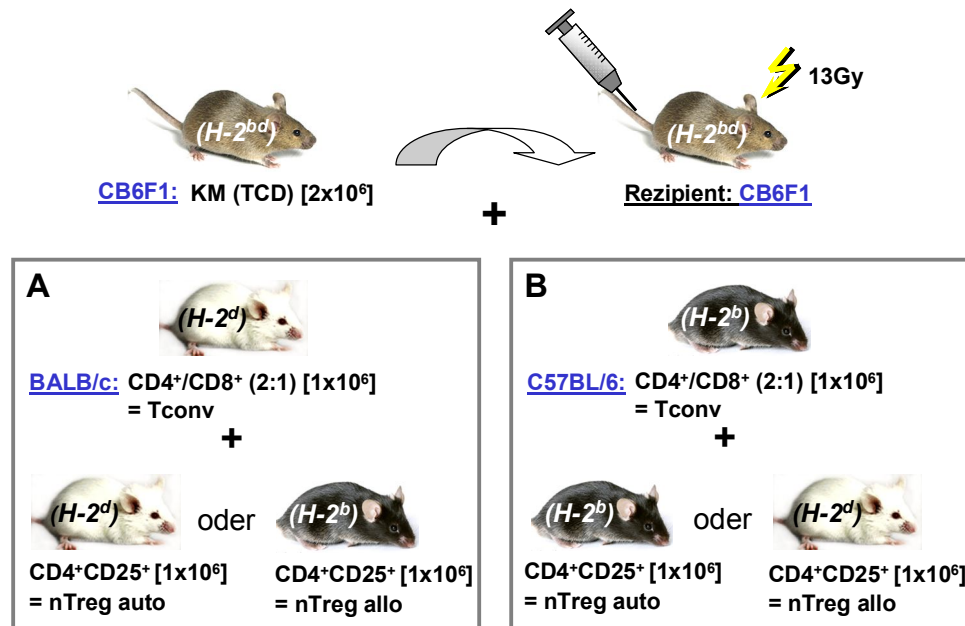 13Gy
(H-2ᵇᵈ)
(H-2ᵇᵈ)
CB6F1: KM (TCD) [2x10⁶]
Rezipient: CB6F1
+
A
(H-2ᵈ)
BALB/c: CD4⁺/CD8⁺ (2:1) [1x10⁶]
= Tconv
+
(H-2ᵈ)
oder
(H-2ᵇ)
CD4⁺CD25⁺ [1x10⁶]
= nTreg auto
CD4⁺CD25⁺ [1x10⁶]
= nTreg allo
B
(H-2ᵇ)
C57BL/6: CD4⁺/CD8⁺ (2:1) [1x10⁶]
= Tconv
+
(H-2ᵇ)
oder
(H-2ᵈ)
CD4⁺CD25⁺ [1x10⁶]
= nTreg auto
CD4⁺CD25⁺ [1x10⁶]
= nTreg allo